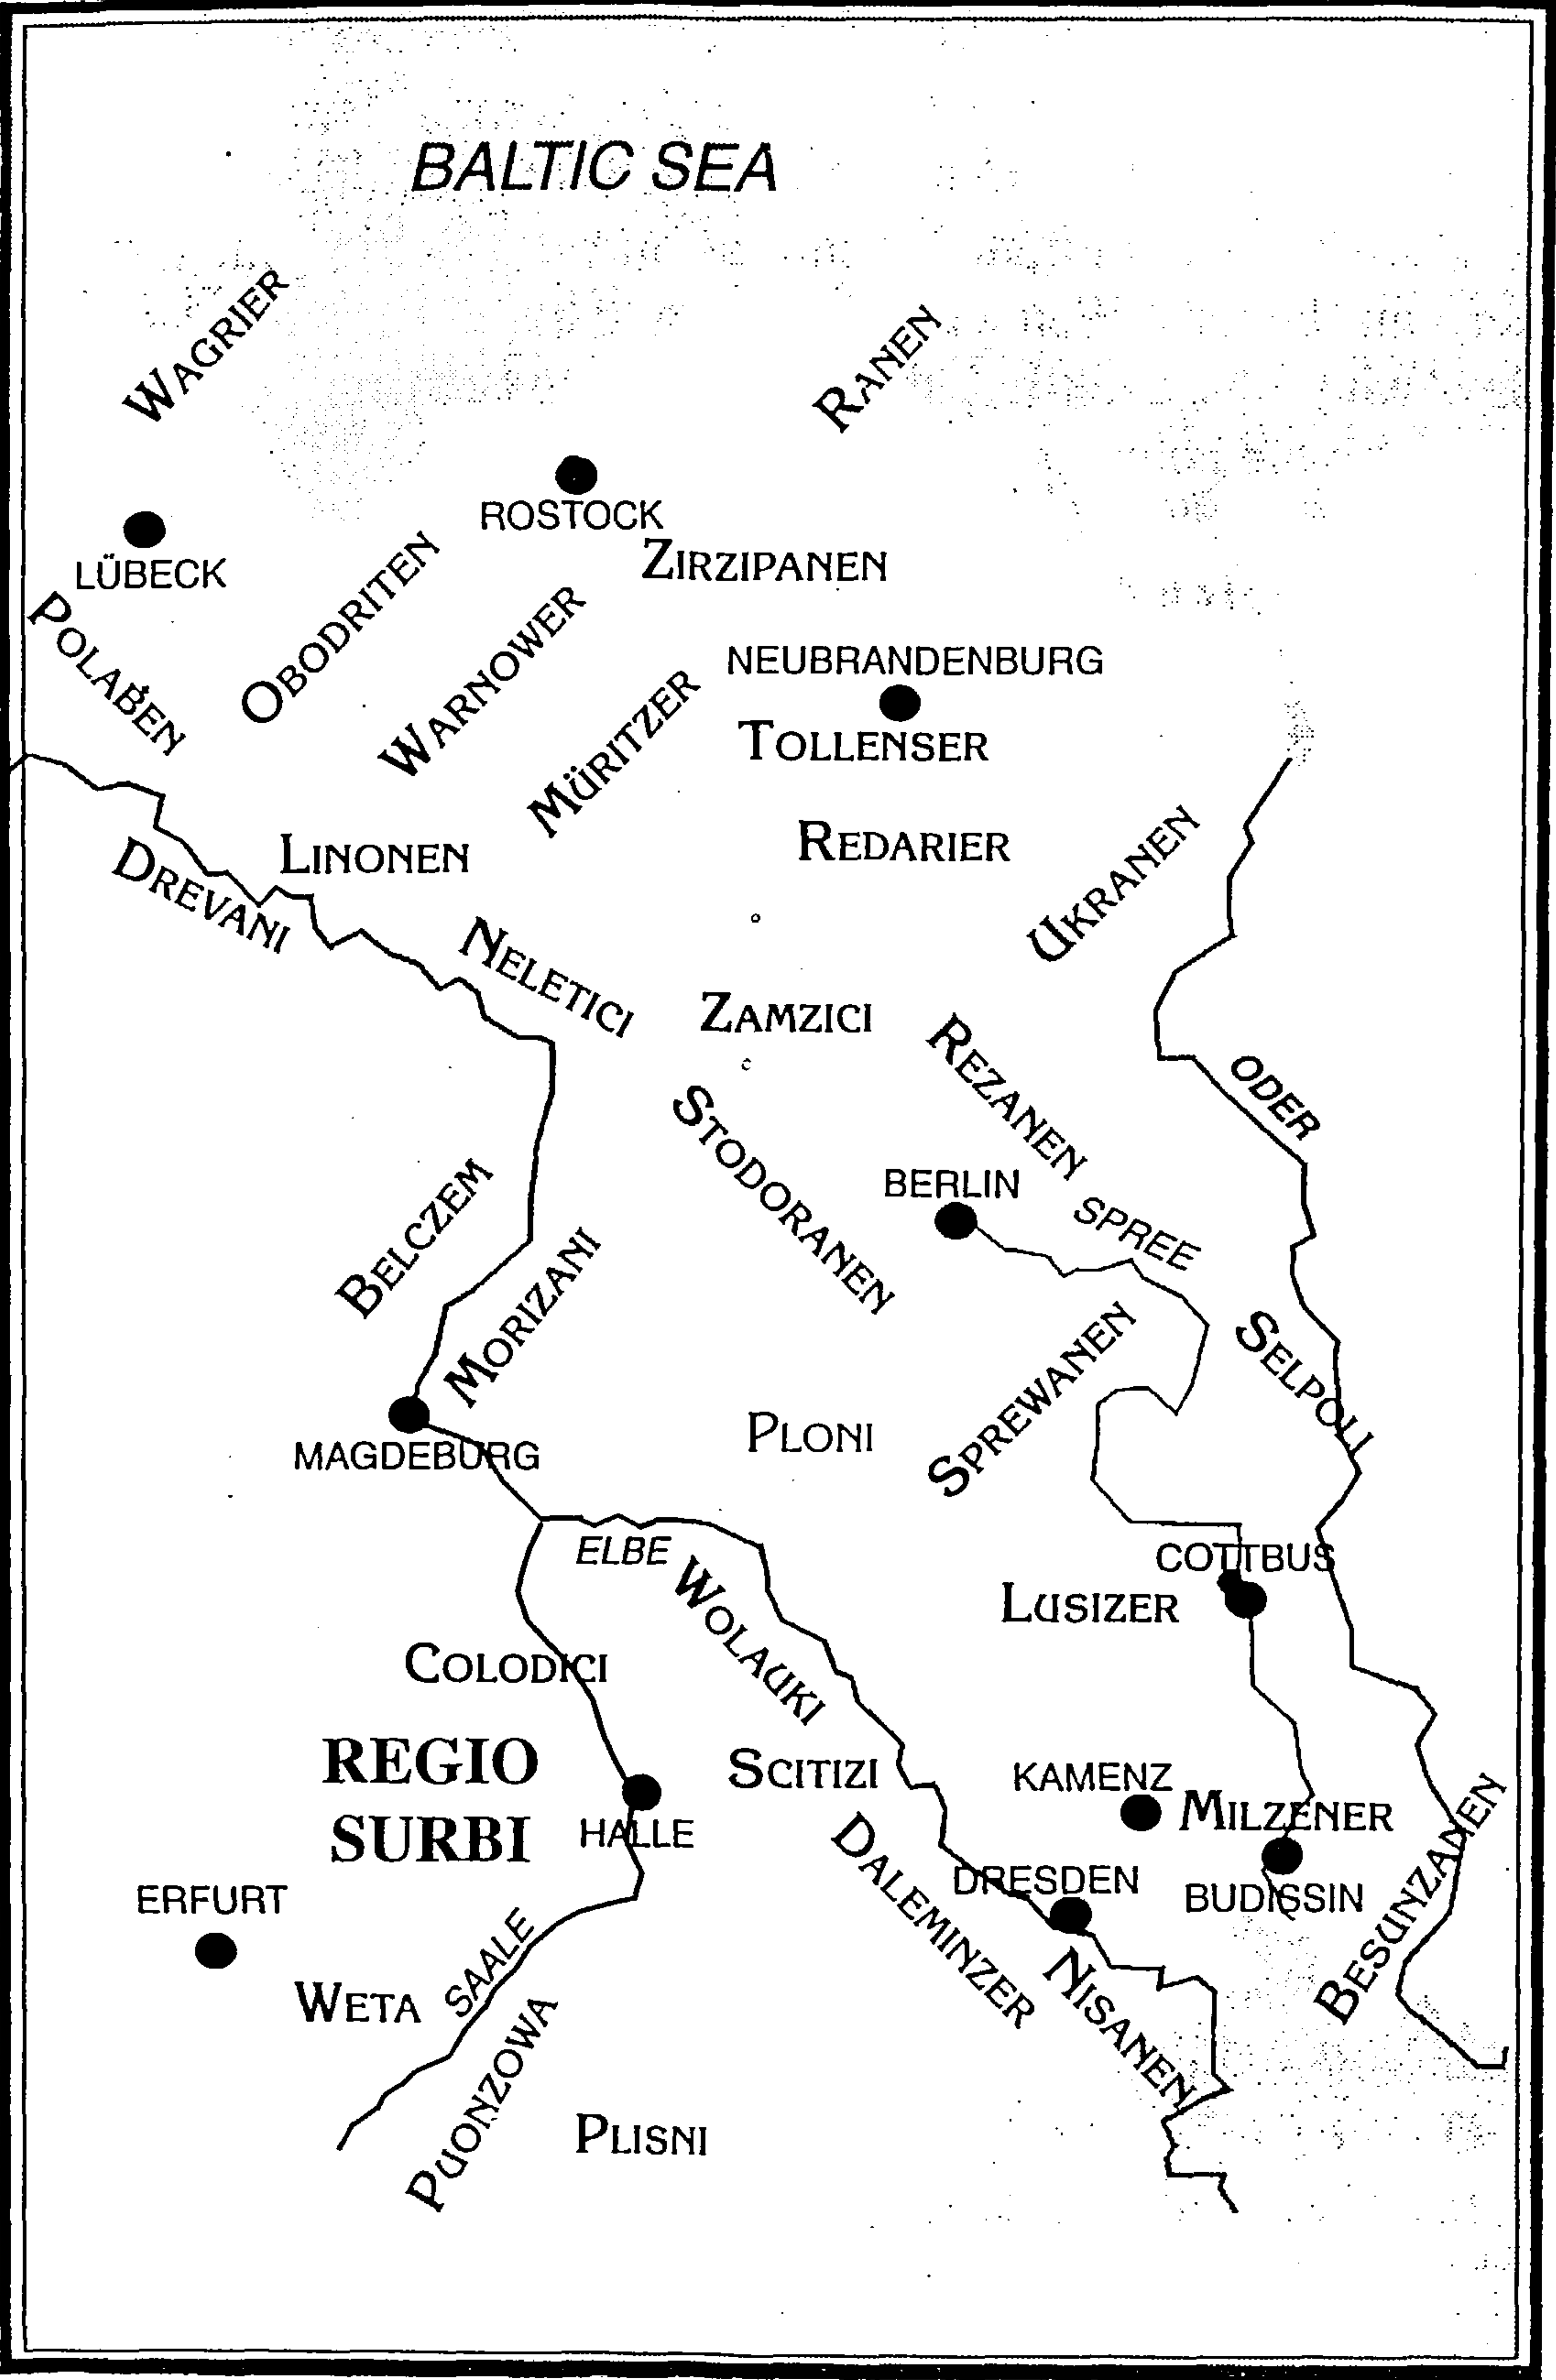 BALTIC SEA
WAGRIER
RANEN
ROSTOCK
LÜBECK
ZIRZIPANEN
POLABEN
OBODRITEN
WARNOWER
MÜRITZER
NEUBRANDENBURG
TOLLENSER
REDARIER
UKRANEN
LINONEN
DREVANI
NELETICI
ZAMZICI
REZANEN
ODER
STODORANEN
BERLIN
SPREE
BELCZEM
MORIZANI
SPREWANEN
SELPOLI
PLONI
MAGDEBURG
ELBE
WOLAUKI
COTTBUS
LUSIZER
COLODICI
REGIO
SURBI
HALLE
SCITIZI
KAMENZ
MILZENER
DALEMINZER
DRESDEN
BUDISSIN
BESUNZANEN
ERFURT
WETA
SAALE
PUONZOWA
NISANEN
PLISNI